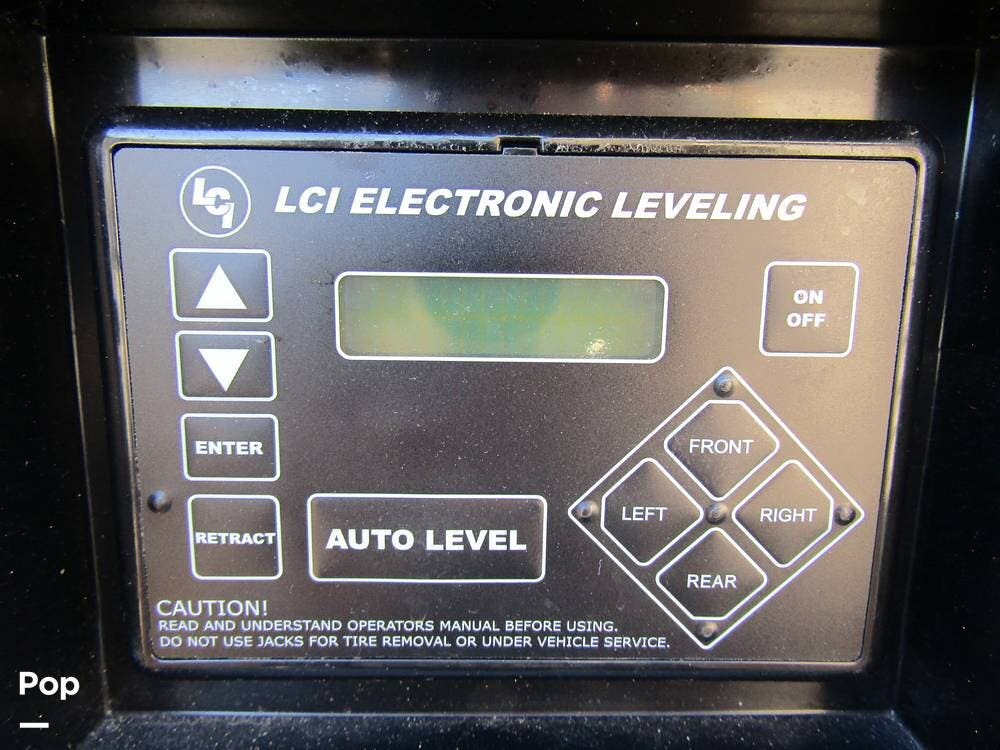 LCI LCI ELECTRONIC LEVELING
ON
OFF
ENTER
FRONT
LEFT
RIGHT
RETRACT
AUTO LEVEL
REAR
CAUTION!
READ AND UNDERSTAND OPERATORS MANUAL BEFORE USING.
DO NOT USE JACKS FOR TIRE REMOVAL OR UNDER VEHICLE SERVICE.
Pop